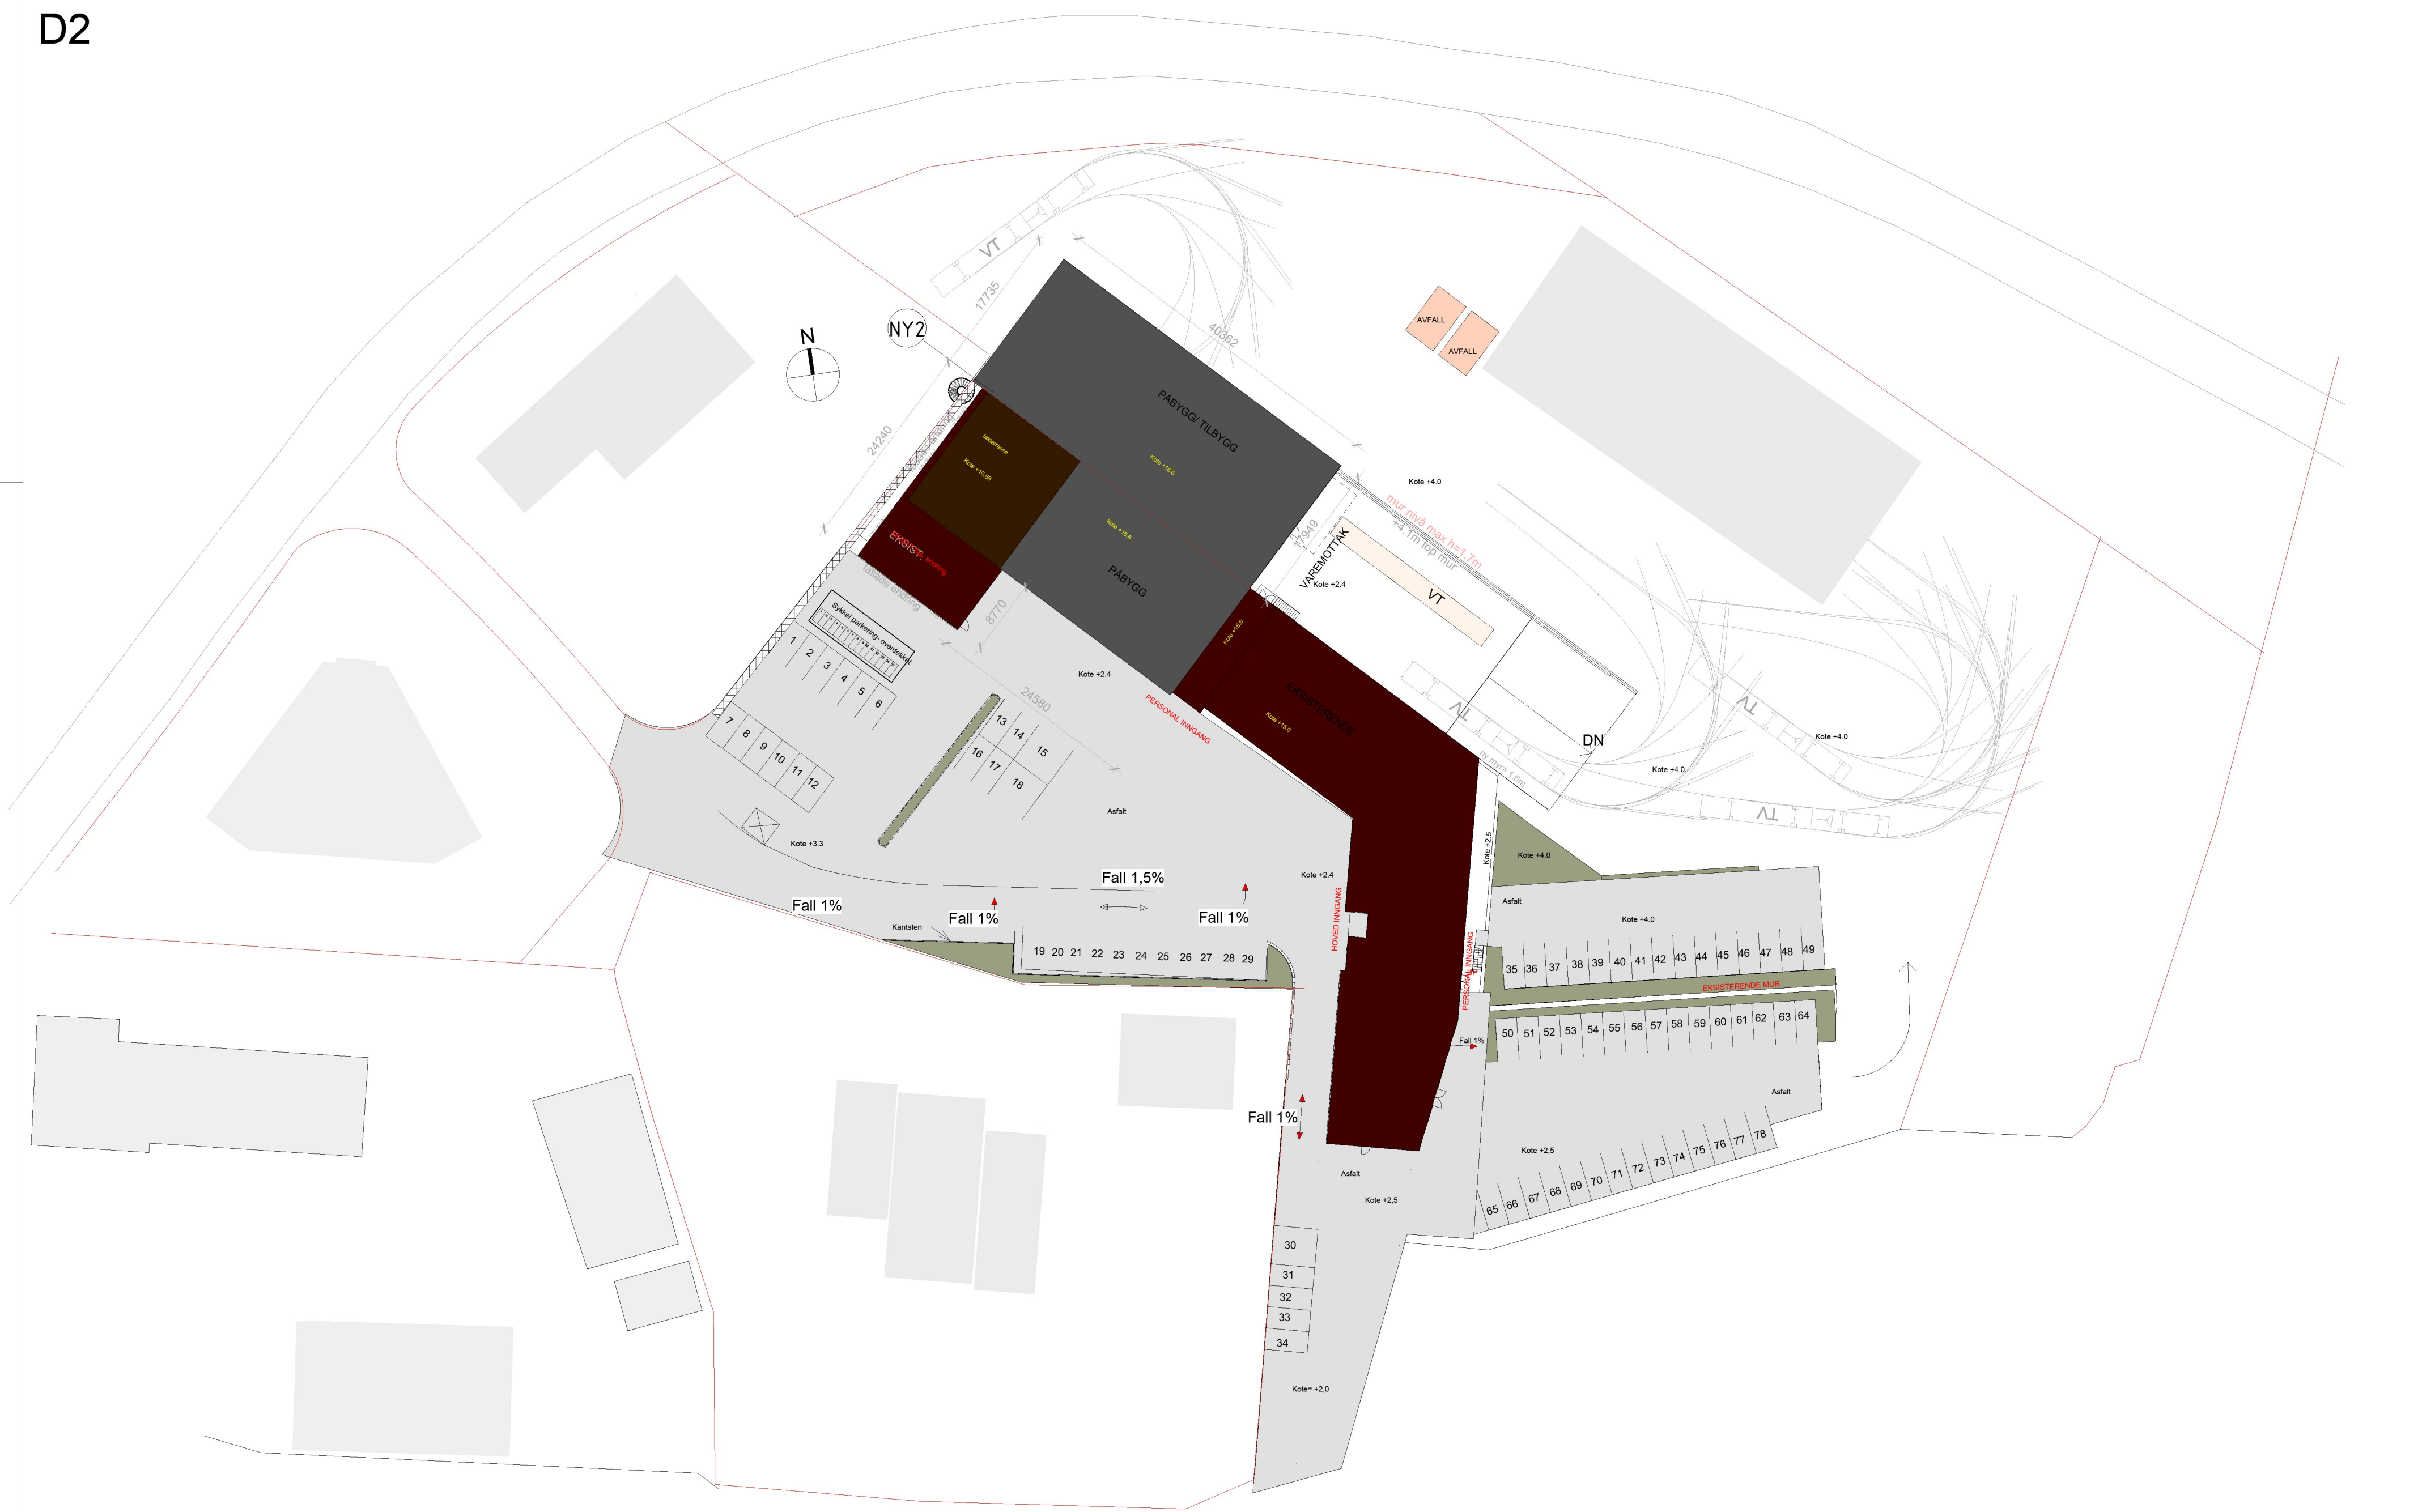 D2
VT
17735
40362
NY2
N
AVFALL
AVFALL
24240
PÅBYGG/ TILBYGG
takterrasse
Kote +10.66
Kote +16.6
Kote +16.6
PÅBYGG
Kote +4.0
mur nivå max h=1.7m
+4.1m top mur
17949
VAREMOTTAK
Kote +2.4
VT
EKSIST.
endring
fasade endring
8770
Sykkel parkering- overdekket
1
2
3
4
5
6
Kote +15.6
Kote +2.4
24580
PERSONAL INNGANG
EKSISTERENDE
Kote +15.0
VT
VT
DN
ny myr= 1.6m
Kote +4.0
Kote +4.0
VT
7
8
9
10
11
12
13
14
15
16
17
18
Asfalt
Kote +3.3
Kote +2.5
Kote +4.0
Fall 1,5%
Kote +2.4
Fall 1%
Fall 1%
Fall 1%
Kantsten
HOVED INNGANG
Asfalt
Kote +4.0
19 20 21 22 23 24 25 26 27 28 29
PERSONAL INNGANG
35 36 37 38 39 40 41 42 43 44 45 46 47 48 49
EKSISTERENDE MUR
50 51 52 53 54 55 56 57 58 59 60 61 62 63 64
Fall 1%
Asfalt
Fall 1%
Kote +2,5
Asfalt
Kote +2,5
65 66 67 68 69 70 71 72 73 74 75 76 77 78
30
31
32
33
34
Kote= +2,0